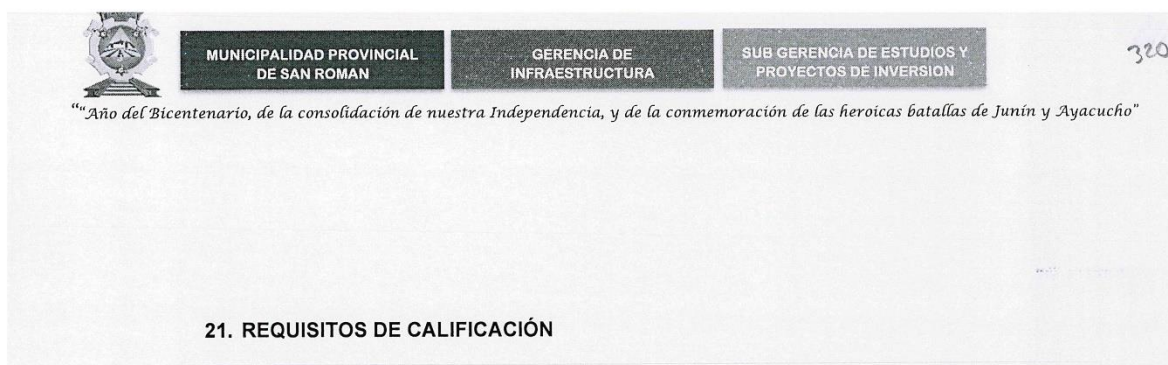 MUNICIPALIDAD PROVINCIAL
DE SAN ROMAN
GERENCIA DE
INFRAESTRUCTURA
SUB GERENCIA DE ESTUDIOS Y
PROYECTOS DE INVERSION
320
““Año del Bicentenario, de la consolidación de nuestra Independencia, y de la conmemoración de las heroicas batallas de Junín y Ayacucho”
21. REQUISITOS DE CALIFICACIÓN